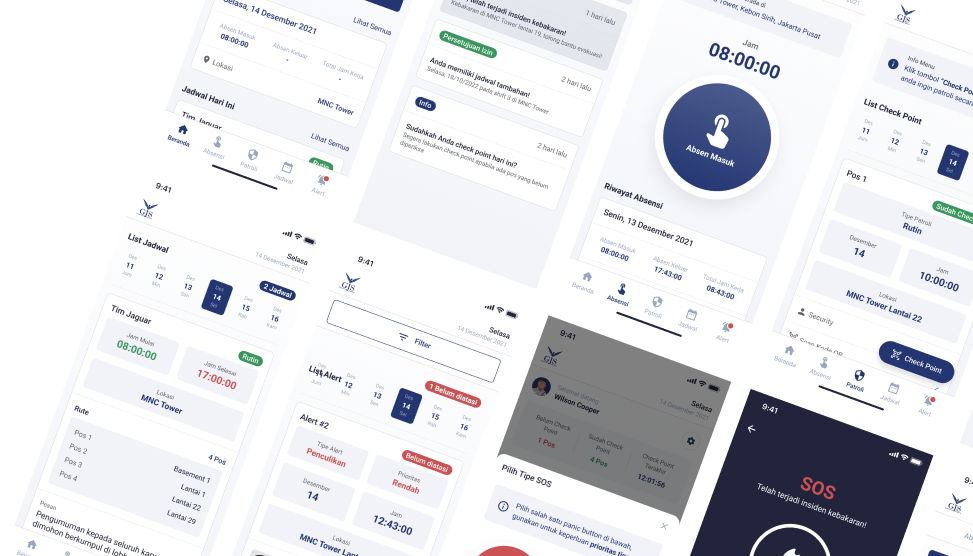 Selasa, 14 Desember 2021
Lihat Semua
Absen Masuk
08:00:00
Absen Keluar
-
Total Jam Kerja
-
Lokasi
MNC Tower
Jadwal Hari Ini
Lihat Semua
Tim Jaguar
Rutin
Beranda
Absensi
Patroli
Jadwal
Alert
Telah terjadi insiden kebakaran!
1 hari lalu
Kebakaran di MNC Tower lantai 19, tolong bantu evakuasi!
Persetujuan Izin
2 hari lalu
Anda memiliki jadwal tambahan!
Selasa, 18/10/2022 pada shift 3 di MNC Tower
Info
2 hari lalu
Sudahkah Anda check point hari ini?
Segera lakukan check point apabila ada pos yang belum
diperiksa
Tower, Kebon Sirih, Jakarta Pusat
Jam
08:00:00
Absen Masuk
Riwayat Absensi
Senin, 13 Desember 2021
Absen Masuk
08:00:00
Absen Keluar
17:43:00
Total Jam Kerja
08:43:00
Beranda
Absensi
Patroli
Jadwal
Alert
GJS
Info Menu
Klik tombol "Check Po
anda ingin patroli secara
List Check Point
Des
11
Jum
Des
12
Min
Des
13
Sen
Des
14
Sel
Pos 1
Sudah Chec
Tipe Patroli
Rutin
Desember
14
Jam
10:00:00
Lokasi
MNC Tower Lantai 22
Security
Scan Kode QR
Check Point
Beranda
Absensi
Patroli
Jadwal
Alert
9:41
GJS
List Jadwal
Selasa
14 Desember 2021
2 Jadwal
Des
11
Jum
Des
12
Min
Des
13
Sen
Des
14
Sel
Des
15
Rab
Des
16
Kam
Tim Jaguar
Rutin
Jam Mulai
08:00:00
Jam Selesai
17:00:00
Lokasi
MNC Tower
Rute
4 Pos
Pos 1
Basement 1
Pos 2
Lantai 1
Pos 3
Lantai 22
Pos 4
Lantai 29
Pesan
Pengumuman kepada seluruh
dimohon berkumpul di
9:41
GJS
Selasa
14 Desember 2021
Filter
List Alert
1 Belum diatasi
Jum
Des
12
Min
Des
13
Sen
Des
14
Sel
Des
15
Rab
Des
16
Kam
Alert #2
Belum diatasi
Tipe Alert
Penculikan
Prioritas
Rendah
Desember
14
Jam
12:43:00
Lokasi
MNC Tower
9:41
GJS
Selasa
14 Desember 2021
Selamat datang
Wilson Cooper
Belum Check
Point
1 Pos
Sudah Check
Point
4 Pos
Check Point
Terakhir
12:01:56
Pilih Tipe SOS
Pilih salah satu panic button di bawah,
gunakan untuk keperluan prioritas
9:41
SOS
Telah terjadi insiden kebakaran!
GJS